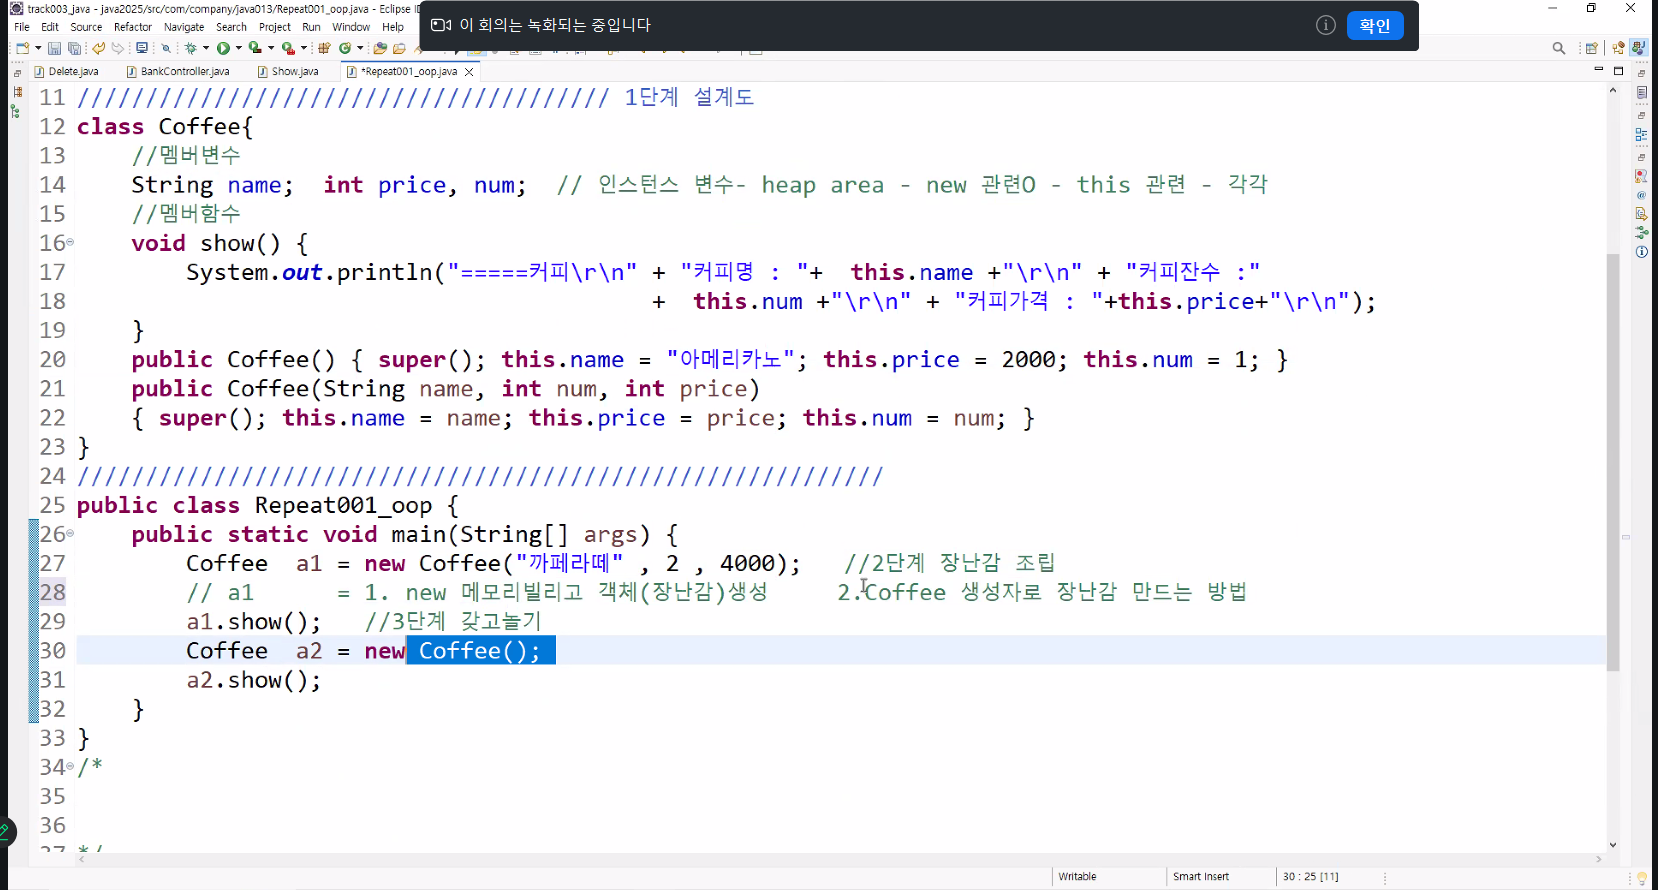 track003_java - java2025/src/com/company/java013/Repeat001_oop.java - Eclipse I
이 회의는 녹화되는 중입니다
확인
File Edit Source Refactor Navigate Search Project Run Window Help
Delete.java BankController.java Show.java *Repeat001_oop.java
11 /////////////////////////////////////// 1단계 설계도
12 class Coffee{
13 //멤버변수
14 String name; int price, num; // 인스턴스 변수- heap area - new 관련O - this 관련 - 각각
15 //멤버함수
16 void show() {
17 System.out.println("=====커피\r\n" + "커피명 : "+ this.name +"\r\n" + "커피잔수 :"
18 + this.num +"\r\n" + "커피가격 : "+this.price+"\r\n");
19 }
20 public Coffee() { super(); this.name = "아메리카노"; this.price = 2000; this.num = 1; }
21 public Coffee(String name, int num, int price)
22 { super(); this.name = name; this.price = price; this.num = num; }
23 }
24 ///////////////////////////////////////////////////////////
25 public class Repeat001_oop {
26 public static void main(String[] args) {
27 Coffee a1 = new Coffee("까페라떼" , 2 , 4000); //2단계 장난감 조립
28 // a1 = 1. new 메모리빌리고 객체(장난감)생성 2.Coffee 생성자로 장난감 만드는 방법
29 a1.show(); //3단계 갖고놀기
30 Coffee a2 = new Coffee();
31 a2.show();
32 }
33 }
34 /*
35
36
37 */
Writable Smart Insert 30 : 25 [11]